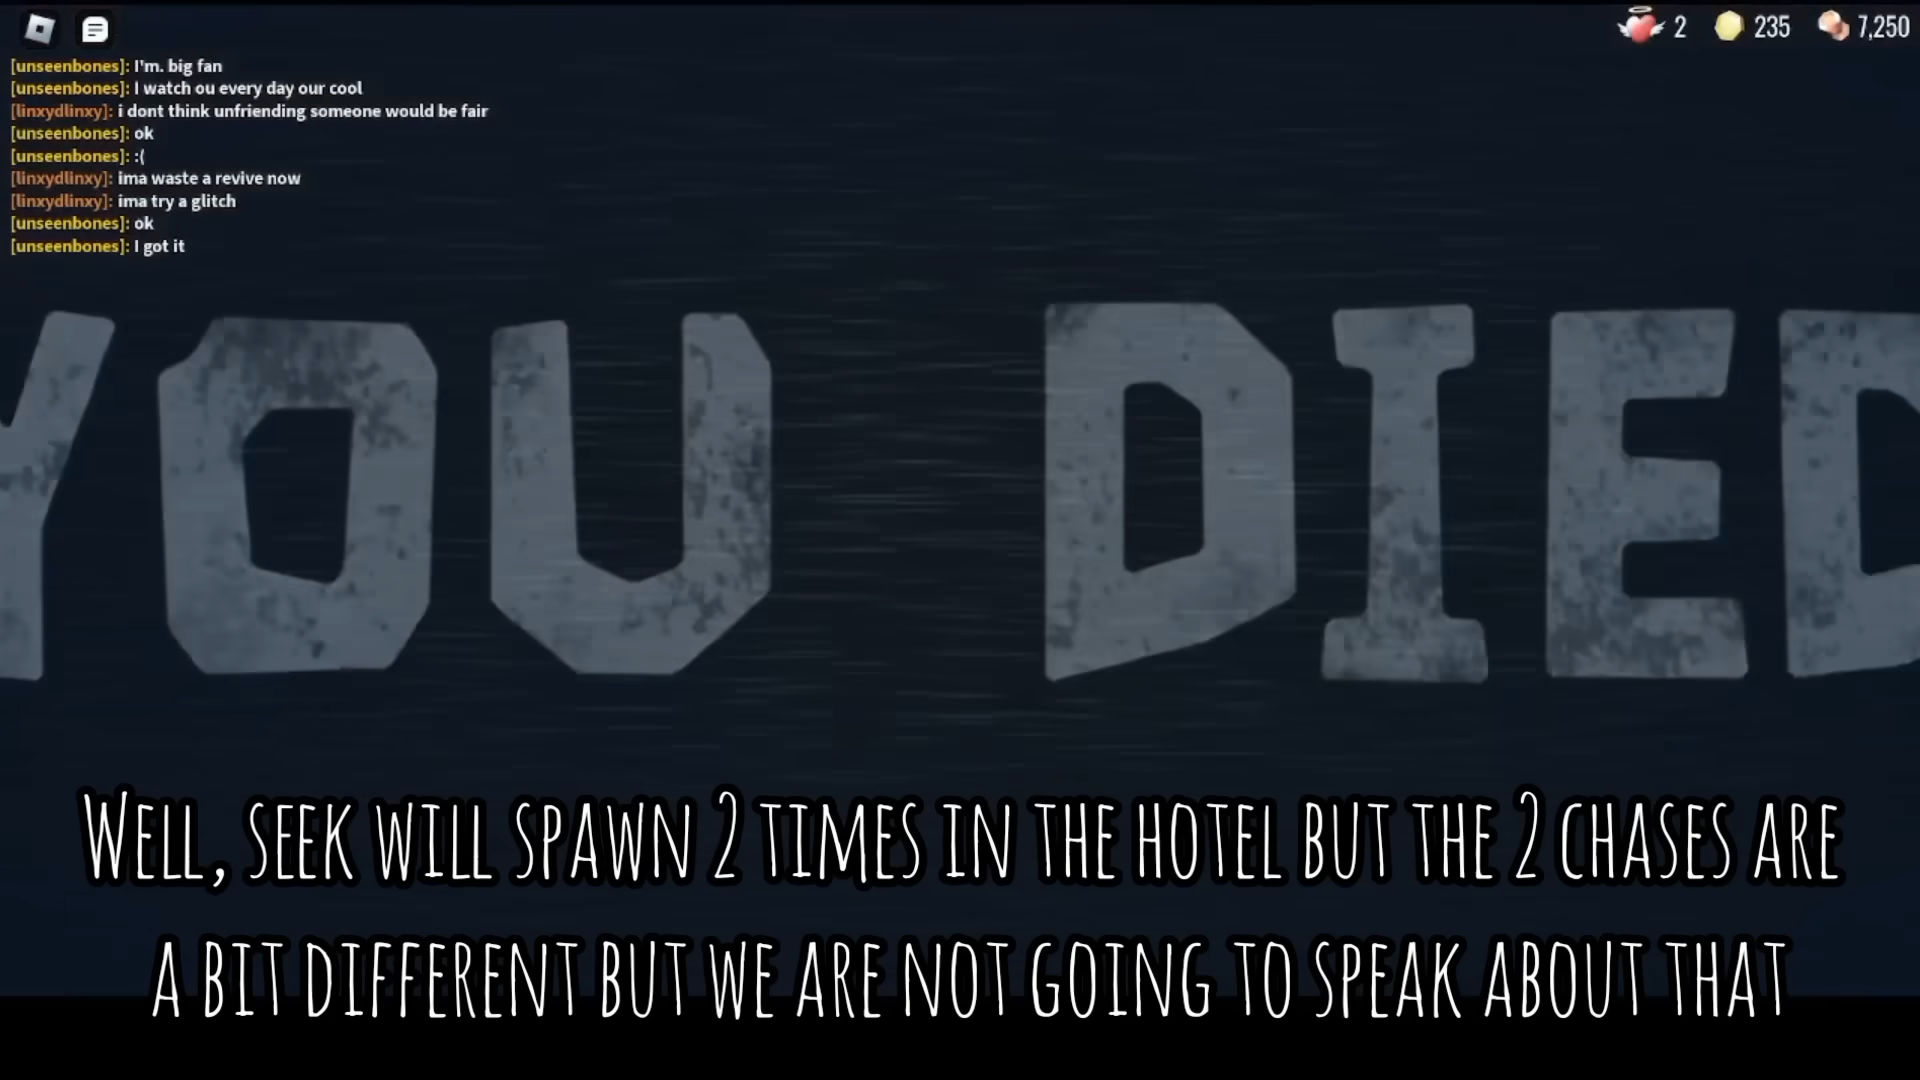 2 235 7,250
[unseenbones]: I'm. big fan
[unseenbones]: I watch ou every day our cool
[linxydlinxy]: i dont think unfriending someone would be fair
[unseenbones]: ok
[unseenbones]: :(
[linxydlinxy]: ima waste a revive now
[linxydlinxy]: ima try a glitch
[unseenbones]: ok
[unseenbones]: I got it
YOU DIED
Well, seek will spawn 2 times in the hotel but the 2 chases are
a bit different but we are not going to speak about that